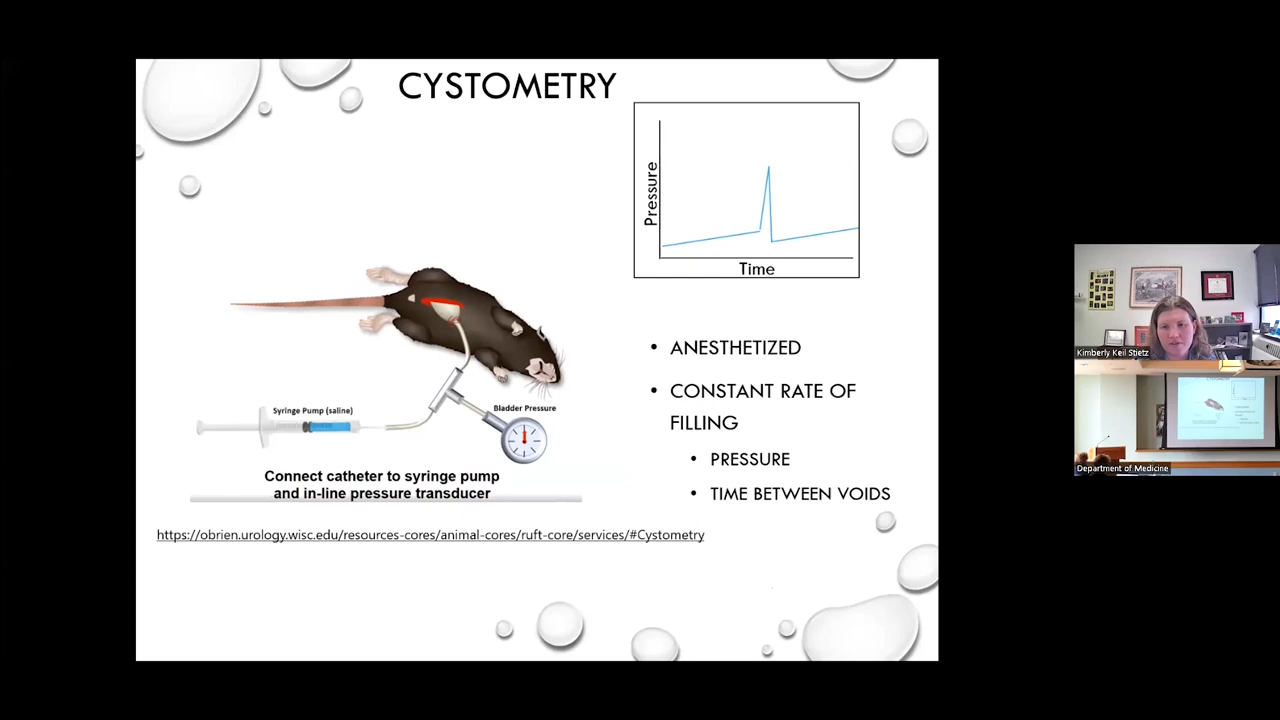 CYSTOMETRY
Pressure
Time
Syringe Pump (saline)
Bladder Pressure
Connect catheter to syringe pump
and in-line pressure transducer
https://obrien.urology.wisc.edu/resources-cores/animal-cores/ruft-core/services/#Cystometry
• ANESTHETIZED
• CONSTANT RATE OF
FILLING
• PRESSURE
• TIME BETWEEN VOIDS
Kimberly Keil Stietz
CYSTOMETRY
Department of Medicine